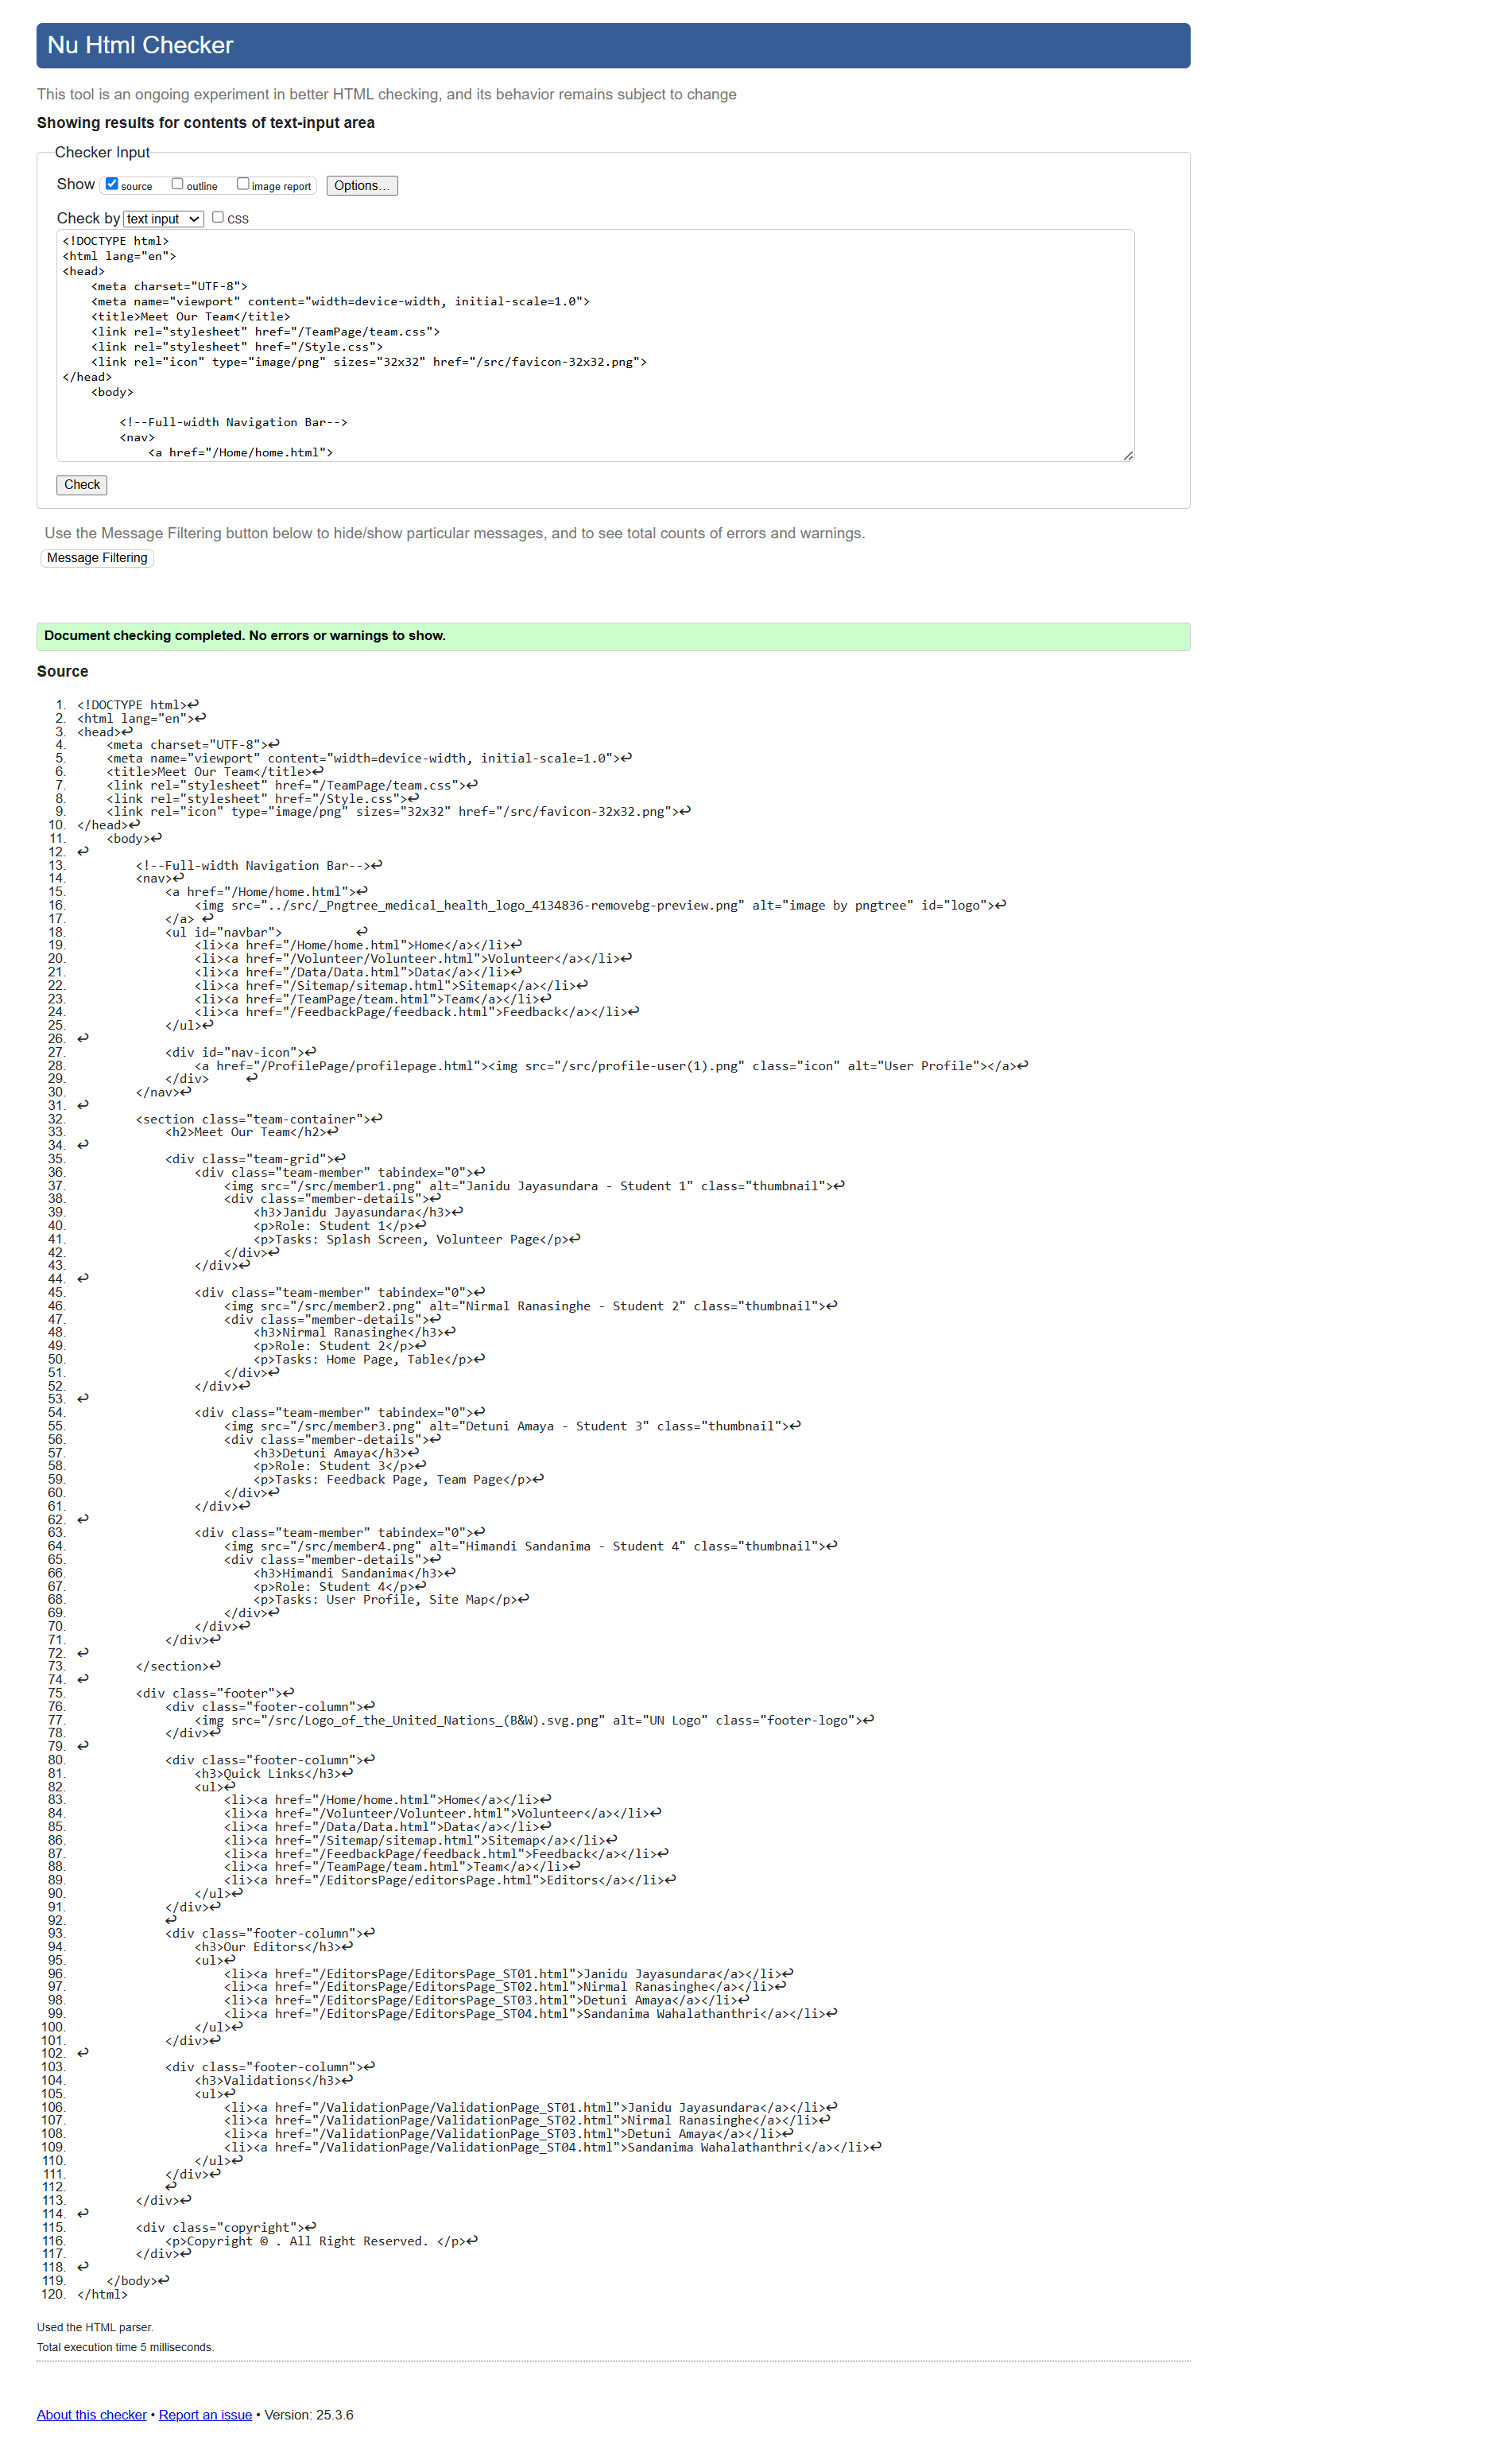 Nu Html Checker
This tool is an ongoing experiment in better HTML checking, and its behavior remains subject to change
Showing results for contents of text-input area
Checker Input
Show source outline image report Options...
Check by text input CSS
<!DOCTYPE html>
<html lang="en">
<head>
    <meta charset="UTF-8">
    <meta name="viewport" content="width=device-width, initial-scale=1.0">
    <title>Meet Our Team</title>
    <link rel="stylesheet" href="/TeamPage/team.css">
    <link rel="stylesheet" href="/Style.css">
    <link rel="icon" type="image/png" sizes="32x32" href="/src/favicon-32x32.png">
</head>
    <body>
        <!--Full-width Navigation Bar-->
        <nav>
            <a href="/Home/home.html">
Check
Use the Message Filtering button below to hide/show particular messages, and to see total counts of errors and warnings.
Message Filtering
Document checking completed. No errors or warnings to show.
Source
1. <!DOCTYPE html>↩
2. <html lang="en">↩
3. <head>↩
4.     <meta charset="UTF-8">↩
5.     <meta name="viewport" content="width=device-width, initial-scale=1.0">↩
6.     <title>Meet Our Team</title>↩
7.     <link rel="stylesheet" href="/TeamPage/team.css">↩
8.     <link rel="stylesheet" href="/Style.css">↩
9.     <link rel="icon" type="image/png" sizes="32x32" href="/src/favicon-32x32.png">↩
10. </head>↩
11.     <body>↩
12. ↩
13.         <!--Full-width Navigation Bar-->↩
14.         <nav>↩
15.             <a href="/Home/home.html">↩
16.                 <img src="../src/_Pngtree_medical_health_logo_4134836-removebg-preview.png" alt="image by pngtree" id="logo">↩
17.             </a> ↩
18.             <ul id="navbar">          ↩
19.                 <li><a href="/Home/home.html">Home</a></li>↩
20.                 <li><a href="/Volunteer/Volunteer.html">Volunteer</a></li>↩
21.                 <li><a href="/Data/Data.html">Data</a></li>↩
22.                 <li><a href="/Sitemap/sitemap.html">Sitemap</a></li>↩
23.                 <li><a href="/TeamPage/team.html">Team</a></li>↩
24.                 <li><a href="/FeedbackPage/feedback.html">Feedback</a></li>↩
25.             </ul>↩
26. ↩
27.             <div id="nav-icon">↩
28.                 <a href="/ProfilePage/profilepage.html"><img src="/src/profile-user(1).png" class="icon" alt="User Profile"></a>↩
29.             </div>     ↩
30.         </nav>↩
31. ↩
32.         <section class="team-container">↩
33.             <h2>Meet Our Team</h2>↩
34. ↩
35.             <div class="team-grid">↩
36.                 <div class="team-member" tabindex="0">↩
37.                     <img src="/src/member1.png" alt="Janidu Jayasundara - Student 1" class="thumbnail">↩
38.                     <div class="member-details">↩
39.                         <h3>Janidu Jayasundara</h3>↩
40.                         <p>Role: Student 1</p>↩
41.                         <p>Tasks: Splash Screen, Volunteer Page</p>↩
42.                     </div>↩
43.                 </div>↩
44. ↩
45.                 <div class="team-member" tabindex="0">↩
46.                     <img src="/src/member2.png" alt="Nirmal Ranasinghe - Student 2" class="thumbnail">↩
47.                     <div class="member-details">↩
48.                         <h3>Nirmal Ranasinghe</h3>↩
49.                         <p>Role: Student 2</p>↩
50.                         <p>Tasks: Home Page, Table</p>↩
51.                     </div>↩
52.                 </div>↩
53. ↩
54.                 <div class="team-member" tabindex="0">↩
55.                     <img src="/src/member3.png" alt="Detuni Amaya - Student 3" class="thumbnail">↩
56.                     <div class="member-details">↩
57.                         <h3>Detuni Amaya</h3>↩
58.                         <p>Role: Student 3</p>↩
59.                         <p>Tasks: Feedback Page, Team Page</p>↩
60.                     </div>↩
61.                 </div>↩
62. ↩
63.                 <div class="team-member" tabindex="0">↩
64.                     <img src="/src/member4.png" alt="Himandi Sandanima - Student 4" class="thumbnail">↩
65.                     <div class="member-details">↩
66.                         <h3>Himandi Sandanima</h3>↩
67.                         <p>Role: Student 4</p>↩
68.                         <p>Tasks: User Profile, Site Map</p>↩
69.                     </div>↩
70.                 </div>↩
71.             </div>↩
72. ↩
73.         </section>↩
74. ↩
75.         <div class="footer">↩
76.             <div class="footer-column">↩
77.                 <img src="/src/Logo_of_the_United_Nations_(B&W).svg.png" alt="UN Logo" class="footer-logo">↩
78.             </div>↩
79. ↩
80.             <div class="footer-column">↩
81.                 <h3>Quick Links</h3>↩
82.                 <ul>↩
83.                     <li><a href="/Home/home.html">Home</a></li>↩
84.                     <li><a href="/Volunteer/Volunteer.html">Volunteer</a></li>↩
85.                     <li><a href="/Data/Data.html">Data</a></li>↩
86.                     <li><a href="/Sitemap/sitemap.html">Sitemap</a></li>↩
87.                     <li><a href="/FeedbackPage/feedback.html">Feedback</a></li>↩
88.                     <li><a href="/TeamPage/team.html">Team</a></li>↩
89.                     <li><a href="/EditorsPage/editorsPage.html">Editors</a></li>↩
90.                 </ul>↩
91.             </div>↩
92.             ↩
93.             <div class="footer-column">↩
94.                 <h3>Our Editors</h3>↩
95.                 <ul>↩
96.                     <li><a href="/EditorsPage/EditorsPage_ST01.html">Janidu Jayasundara</a></li>↩
97.                     <li><a href="/EditorsPage/EditorsPage_ST02.html">Nirmal Ranasinghe</a></li>↩
98.                     <li><a href="/EditorsPage/EditorsPage_ST03.html">Detuni Amaya</a></li>↩
99.                     <li><a href="/EditorsPage/EditorsPage_ST04.html">Sandanima Wahalathanthri</a></li>↩
100.                 </ul>↩
101.             </div>↩
102. ↩
103.             <div class="footer-column">↩
104.                 <h3>Validations</h3>↩
105.                 <ul>↩
106.                     <li><a href="/ValidationPage/ValidationPage_ST01.html">Janidu Jayasundara</a></li>↩
107.                     <li><a href="/ValidationPage/ValidationPage_ST02.html">Nirmal Ranasinghe</a></li>↩
108.                     <li><a href="/ValidationPage/ValidationPage_ST03.html">Detuni Amaya</a></li>↩
109.                     <li><a href="/ValidationPage/ValidationPage_ST04.html">Sandanima Wahalathanthri</a></li>↩
110.                 </ul>↩
111.             </div>↩
112.             ↩
113.         </div>↩
114. ↩
115.         <div class="copyright">↩
116.             <p>Copyright © . All Right Reserved. </p>↩
117.         </div>↩
118. ↩
119.     </body>↩
120. </html>
Used the HTML parser.
Total execution time 5 milliseconds.
About this checker • Report an issue • Version: 25.3.6